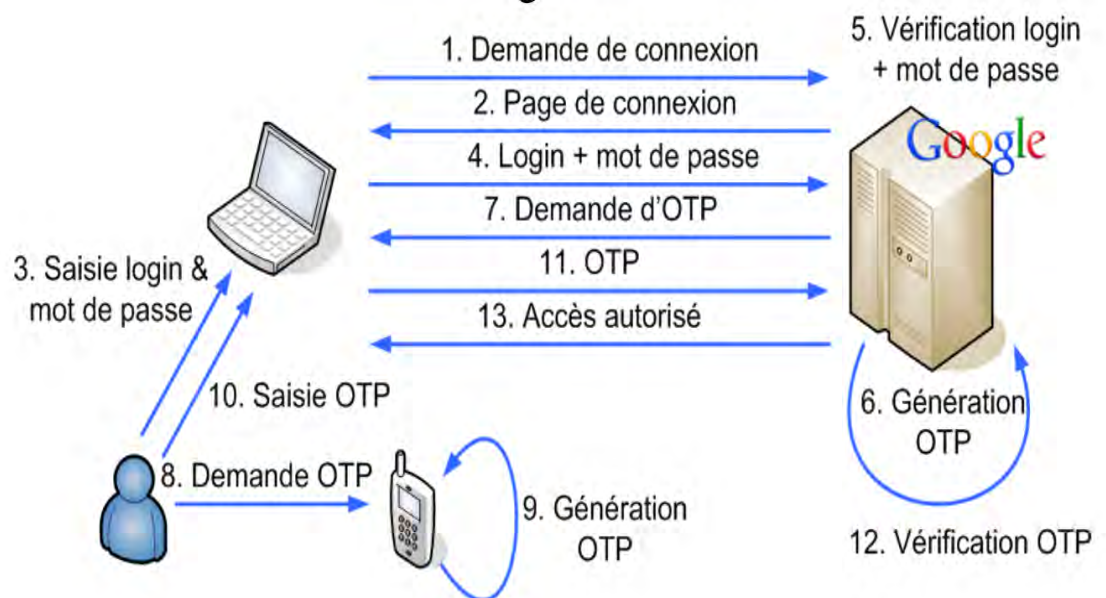 1. Demande de connexion
5. Vérification login
+ mot de passe
2. Page de connexion
Google
4. Login + mot de passe
7. Demande d'OTP
3. Saisie login &
mot de passe
11. OTP
13. Accès autorisé
10. Saisie OTP
6. Génération
OTP
8. Demande OTP
9. Génération
OTP
12. Vérification OTP